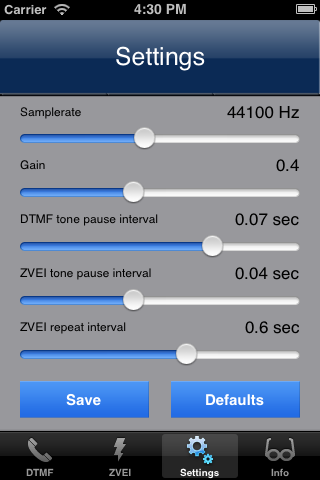 Carrier 4:30 PM
Settings
Samplerate 44100 Hz
Gain 0.4
DTMF tone pause interval 0.07 sec
ZVEI tone pause interval 0.04 sec
ZVEI repeat interval 0.6 sec
Save Defaults
DTMF ZVEI Settings Info